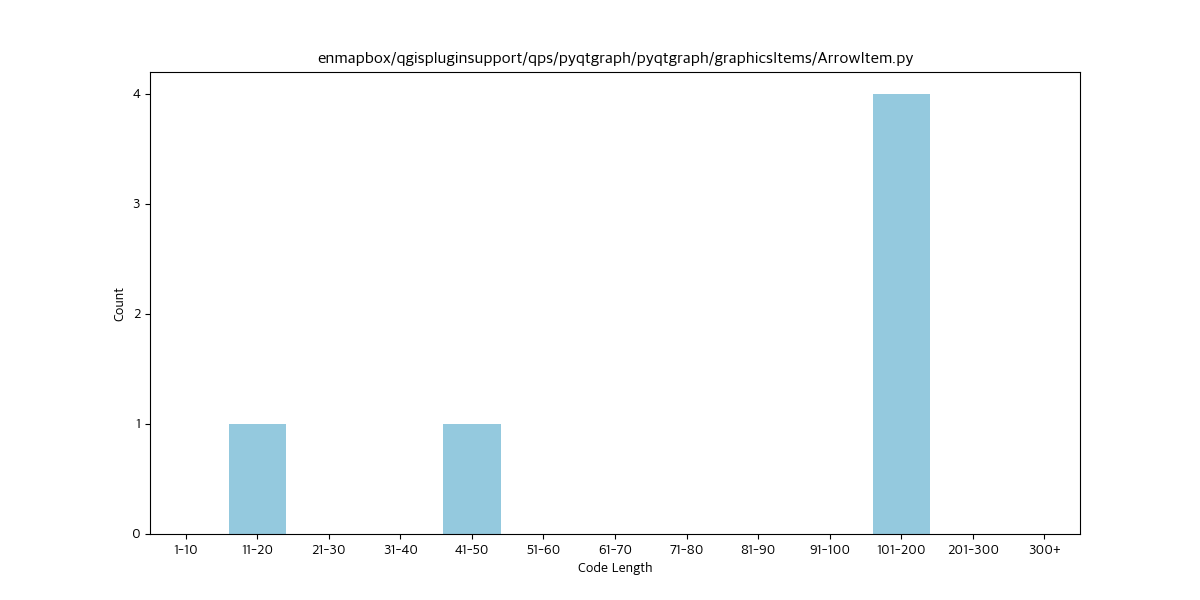 enmapbox/qgispluginsupport/qps/pyqtgraph/pyqtgraph/graphicsItems/ArrowItem.py
4
3
2
1
0
Count
1-10 11-20 21-30 31-40 41-50 51-60 61-70 71-80 81-90 91-100 101-200 201-300 300+
Code Length